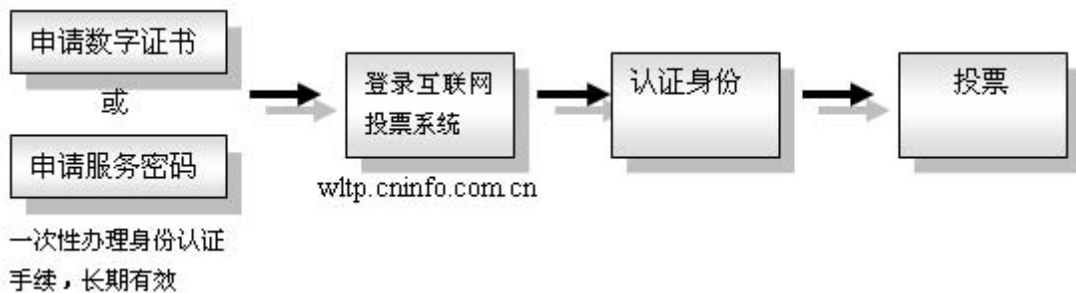 申请数字证书
或
申请服务密码
一次性办理身份认证
手续，长期有效
登录互联网
投票系统
wltp.cninfo.com.cn
认证身份
投票